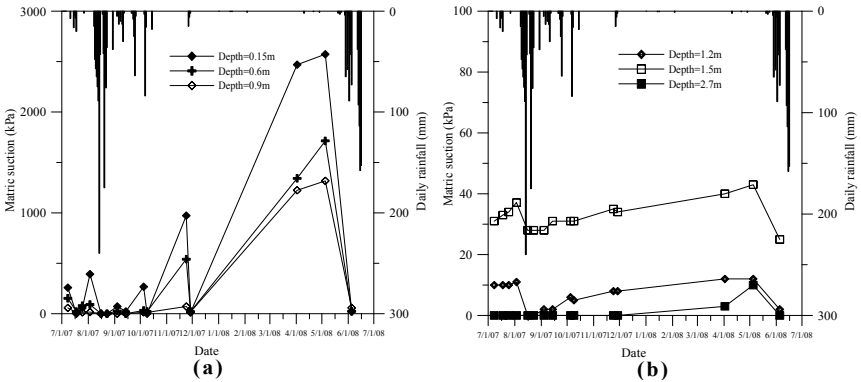 3000
2000
1000
0
Matric suction (kPa)
0
100
200
300
Daily rainfall (mm)
Depth=0.15m
Depth=0.6m
Depth=0.9m
7/1/07 8/1/07 9/1/07 10/1/07 11/1/07 12/1/07 1/1/08 2/1/08 3/1/08 4/1/08 5/1/08 6/1/08 7/1/08
Date
(a)
100
80
60
40
20
0
Matric suction (kPa)
0
100
200
300
Daily rainfall (mm)
Depth=1.2m
Depth=1.5m
Depth=2.7m
7/1/07 8/1/07 9/1/07 10/1/07 11/1/07 12/1/07 1/1/08 2/1/08 3/1/08 4/1/08 5/1/08 6/1/08 7/1/08
Date
(b)